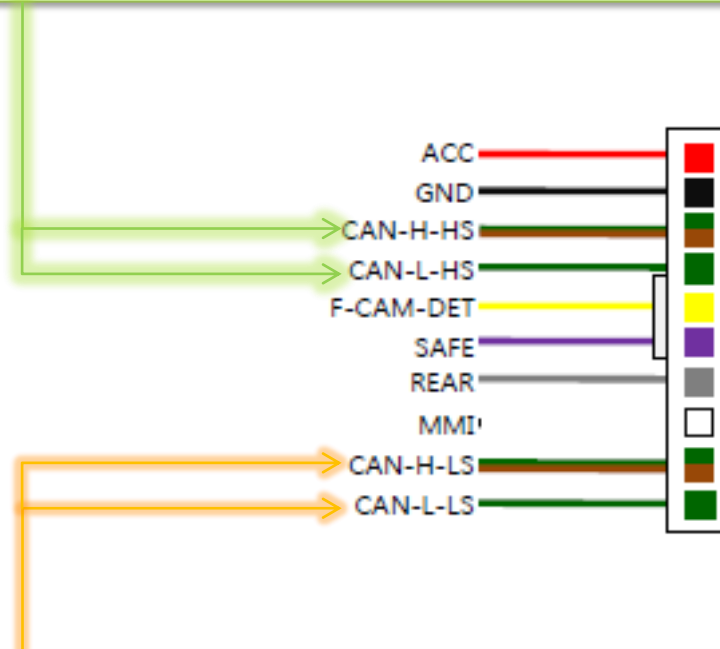 ACC
GND
CAN-H-HS
CAN-L-HS
F-CAM-DET
SAFE
REAR
MMI
CAN-H-LS
CAN-L-LS